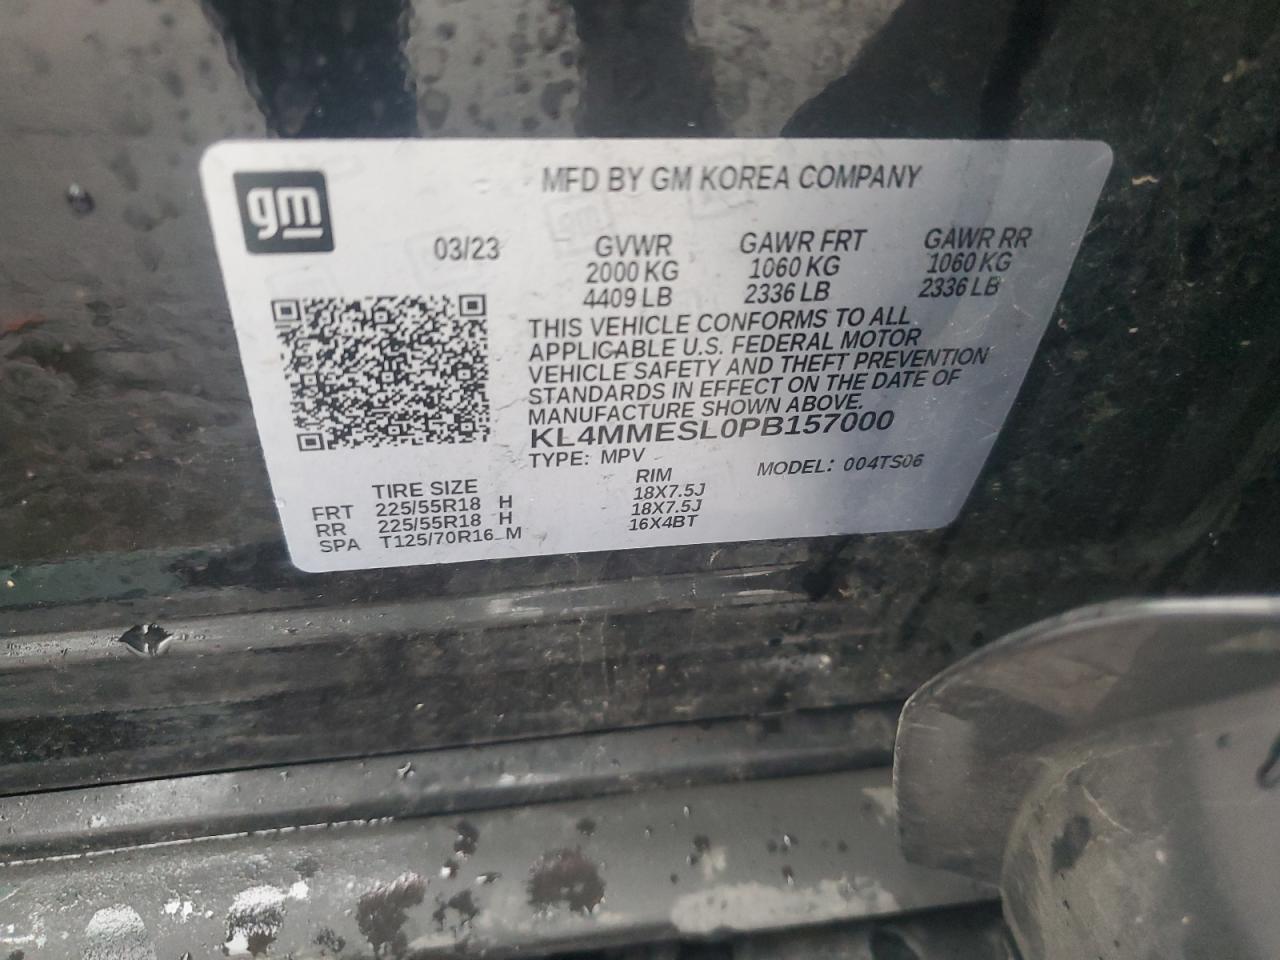 gm
MFD BY GM KOREA COMPANY
03/23 GVWR GAWR FRT GAWR RR
2000 KG 1060 KG 1060 KG
4409 LB 2336 LB 2336 LB
THIS VEHICLE CONFORMS TO ALL
APPLICABLE U.S. FEDERAL MOTOR
VEHICLE SAFETY AND THEFT PREVENTION
STANDARDS IN EFFECT ON THE DATE OF
MANUFACTURE SHOWN ABOVE.
KL4MMESL0PB157000
TYPE: MPV MODEL: 004TS06
TIRE SIZE RIM
FRT 225/55R18 H 18X7.5J
RR 225/55R18 H 18X7.5J
SPA T125/70R16 M 16X4BT